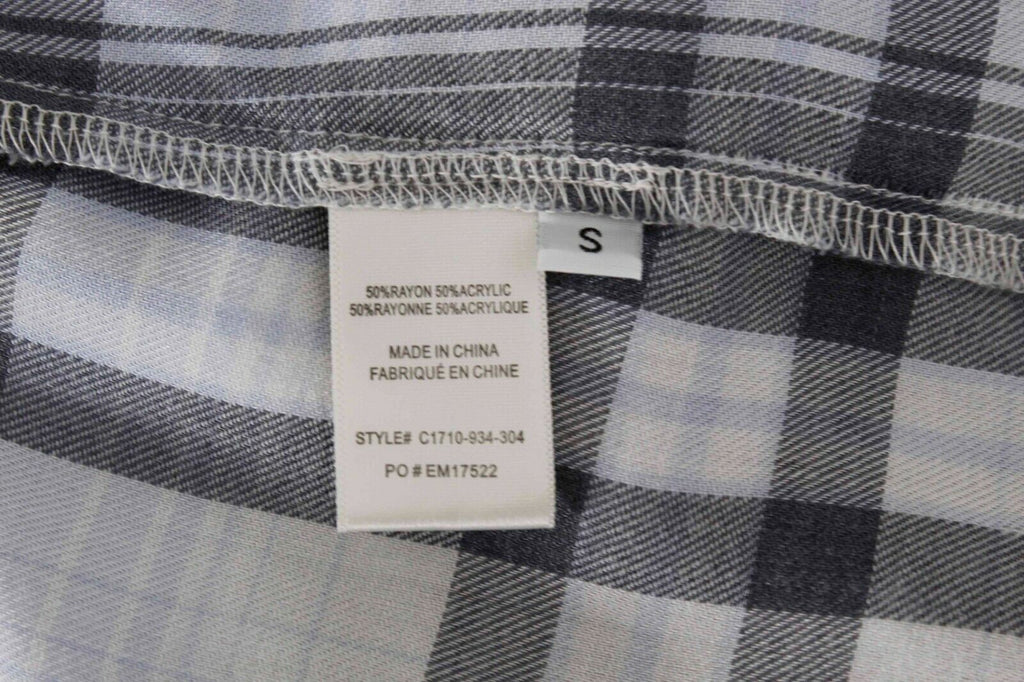 50%RAYON 50%ACRYLIC
50%RAYONNE 50%ACRYLIQUE
MADE IN CHINA
FABRIQUÉ EN CHINE
STYLE# C1710-934-304
PO # EM17522
S